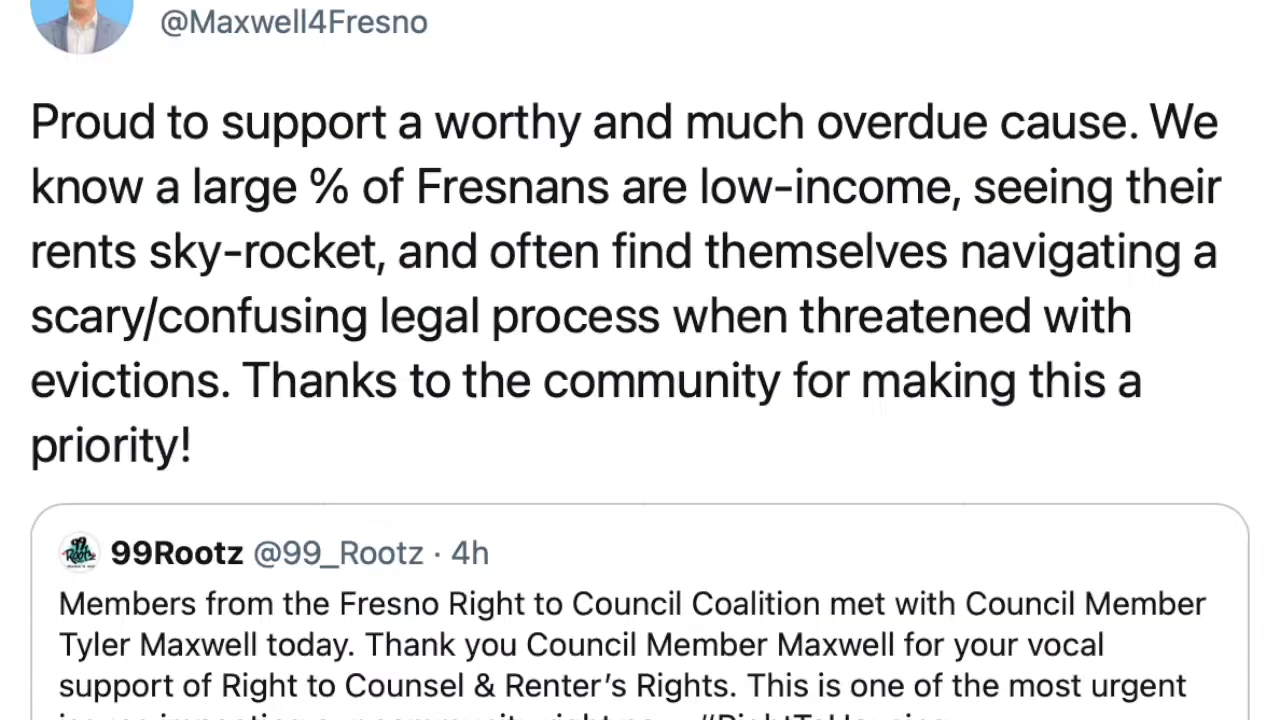 @Maxwell4Fresno
Proud to support a worthy and much overdue cause. We
know a large % of Fresnans are low-income, seeing their
rents sky-rocket, and often find themselves navigating a
scary/confusing legal process when threatened with
evictions. Thanks to the community for making this a
priority!
99Rootz @99_Rootz · 4h
Members from the Fresno Right to Council Coalition met with Council Member
Tyler Maxwell today. Thank you Council Member Maxwell for your vocal
support of Right to Counsel & Renter’s Rights. This is one of the most urgent